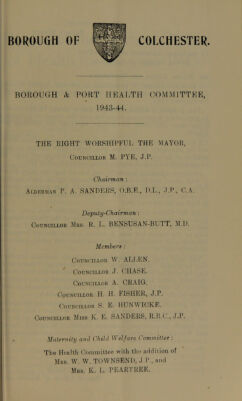 BOROUGH OF COLCHESTER.
BOROUGH & PORT HEALTH COMMITTEE,
1943-44.
THE RIGHT WORSHIPFUL THE MAYOR,
COUNCILLOR M. PYE, J.P.
Chairman:
ALDERMAN P. A. SANDERS, O.B.E., D.L., J.P., C.A.
Deputy-Chairman:
COUNCILLOR MRS. R. L. BENSUSAN-BUTT, M.D.
Members:
COUNCILLOR W. ALLEN.
COUNCILLOR J. CHASE.
COUNCILLOR A. CRAIG.
COUNCILLOR H. H. FISHER, J.P.
COUNCILLOR S. E. RUNWICKE.
COUNCILLOR MISS K. E. SANDERS, R.R.C., J.P.
Maternity and Child Welfare Committee:
The Health Committee with the addition of
MRS. W. W. TOWNSEND, J.P., and
MRS. K. L. PEARTREE.